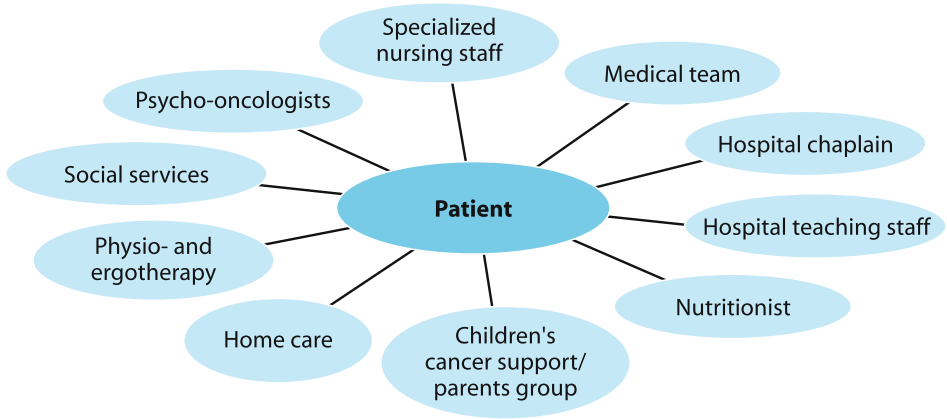 Specialized
nursing staff
Medical team
Psycho-oncologists
Hospital chaplain
Social services
Patient
Hospital teaching staff
Physio- and
ergotherapy
Nutritionist
Home care
Children's
cancer support/
parents group